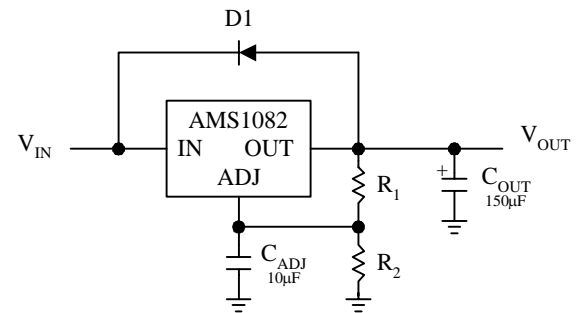 D1
AMS1082
V_IN IN OUT V_OUT
ADJ
R_1
+ C_OUT
150µF
C_ADJ
10µF
R_2